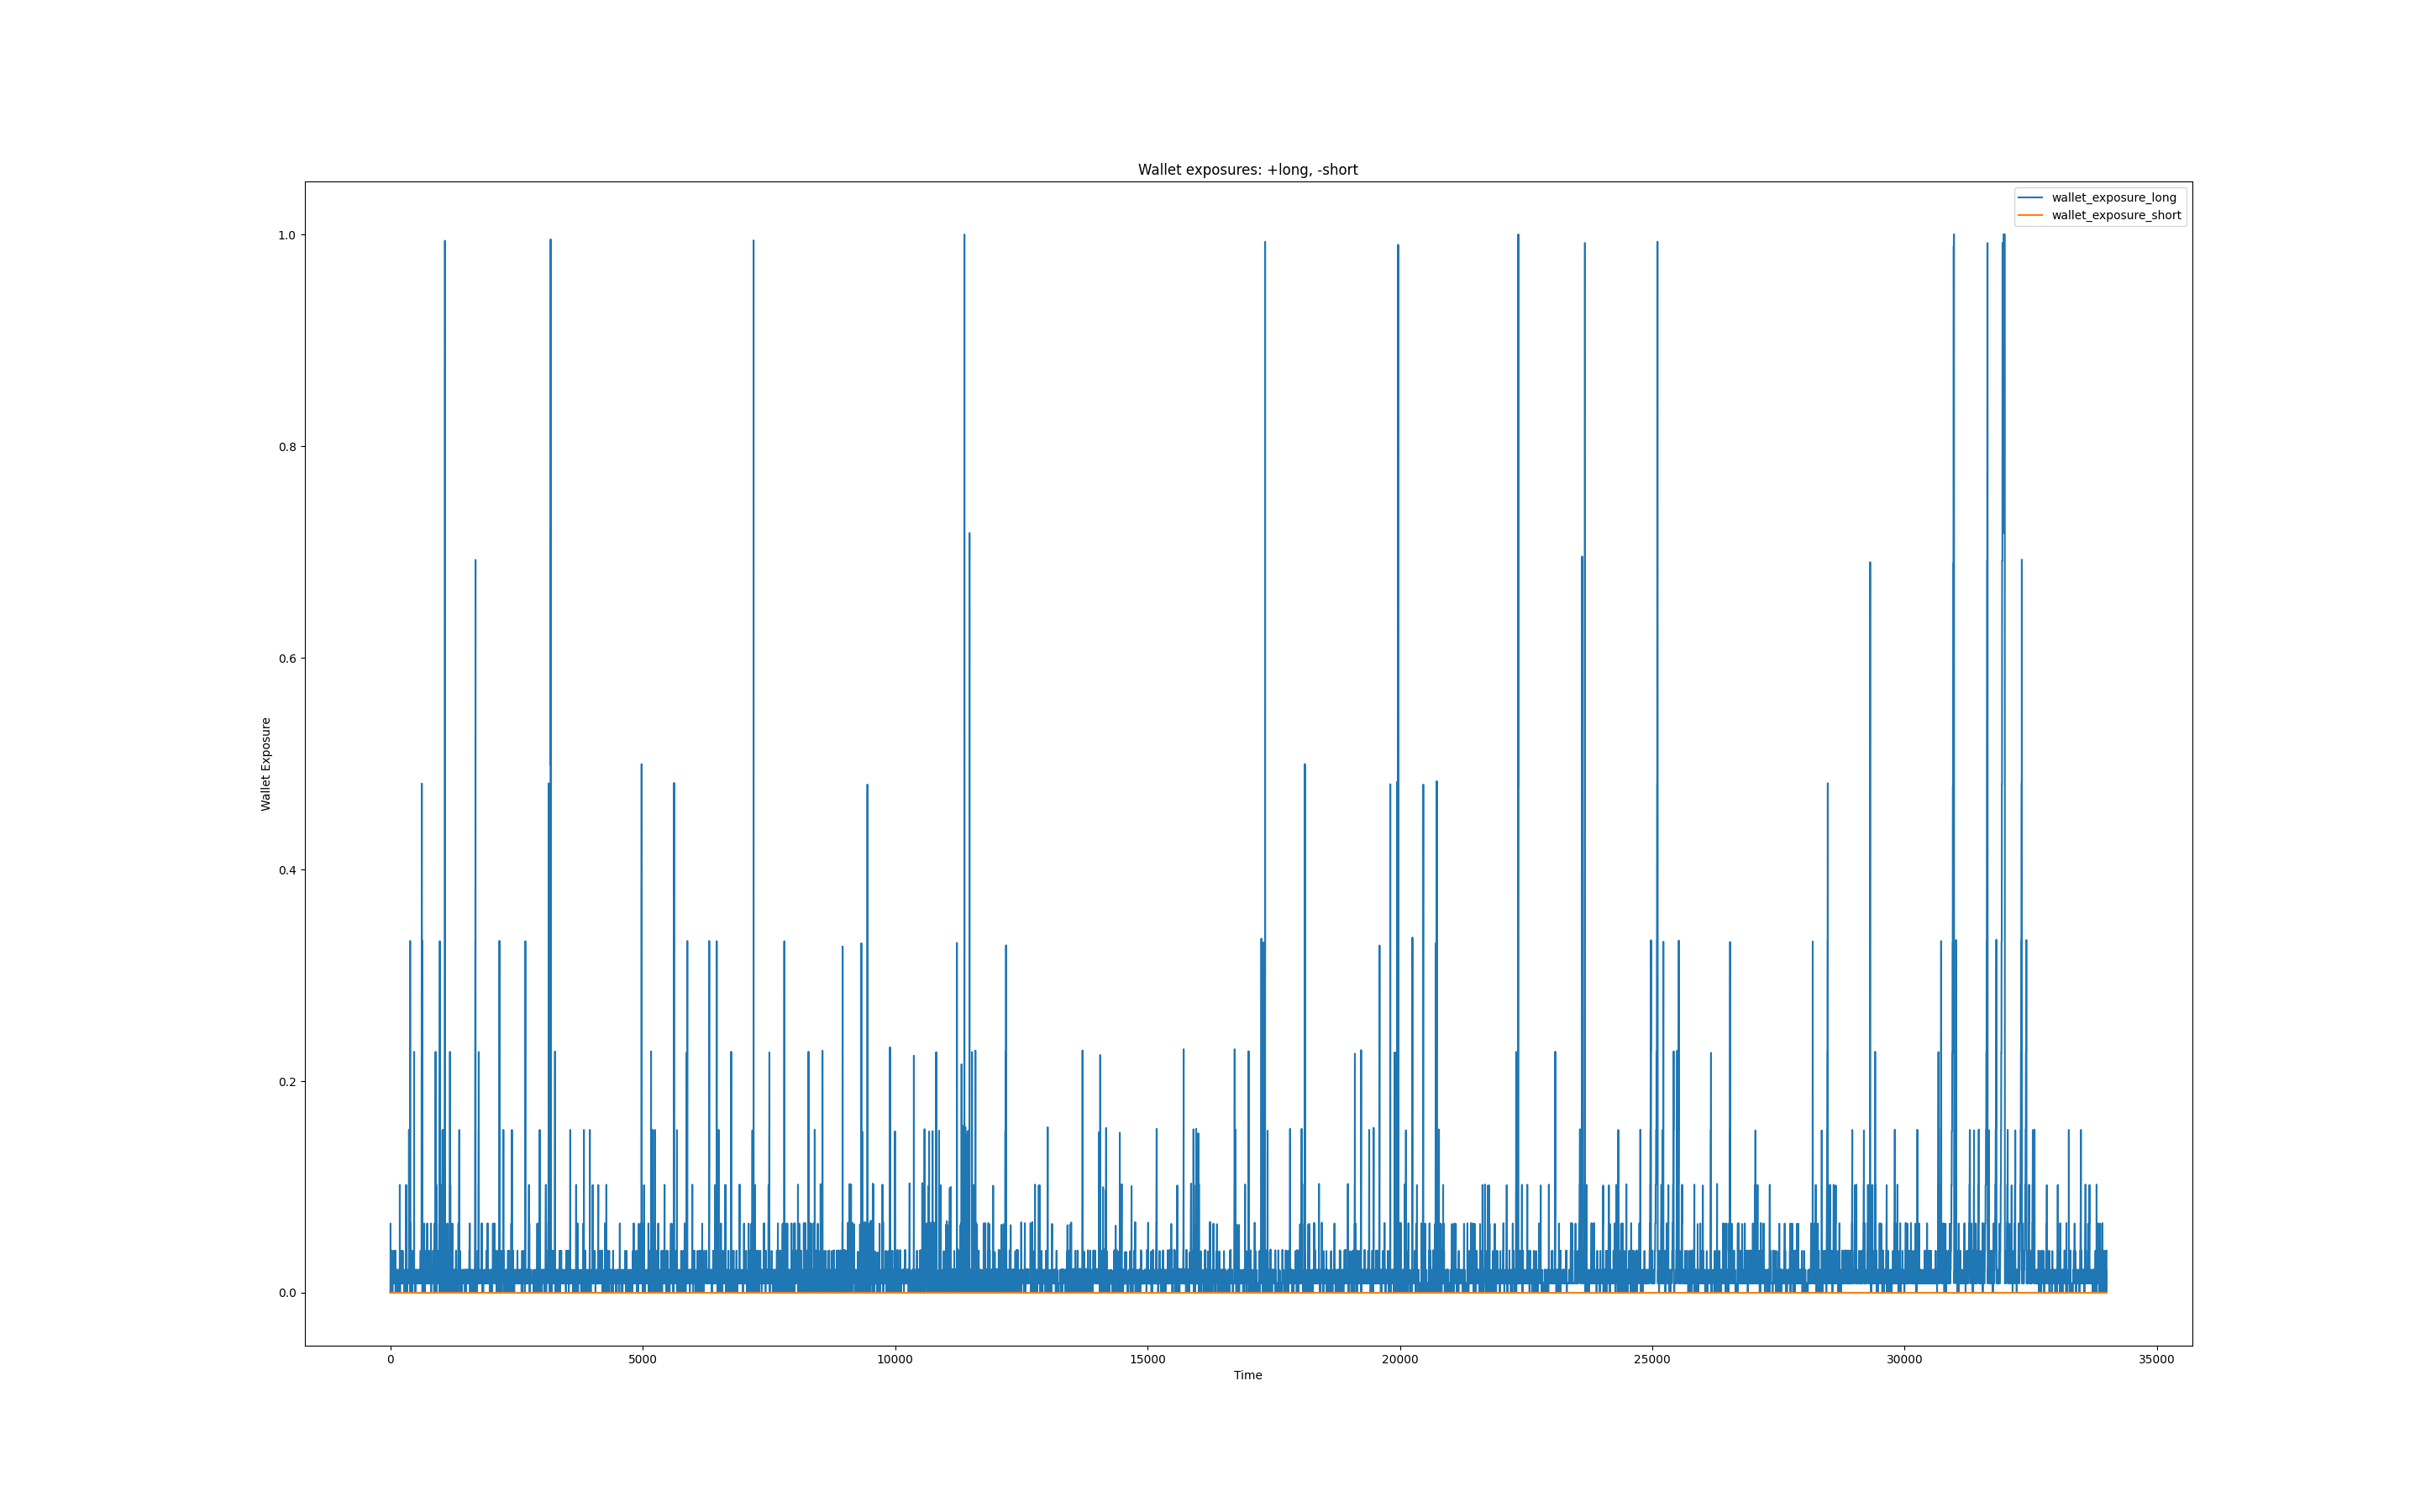 Wallet exposures: +long, -short
wallet_exposure_long
wallet_exposure_short
1.0
0.8
0.6
0.4
0.2
0.0
Wallet Exposure
0 5000 10000 15000 20000 25000 30000 35000
Time